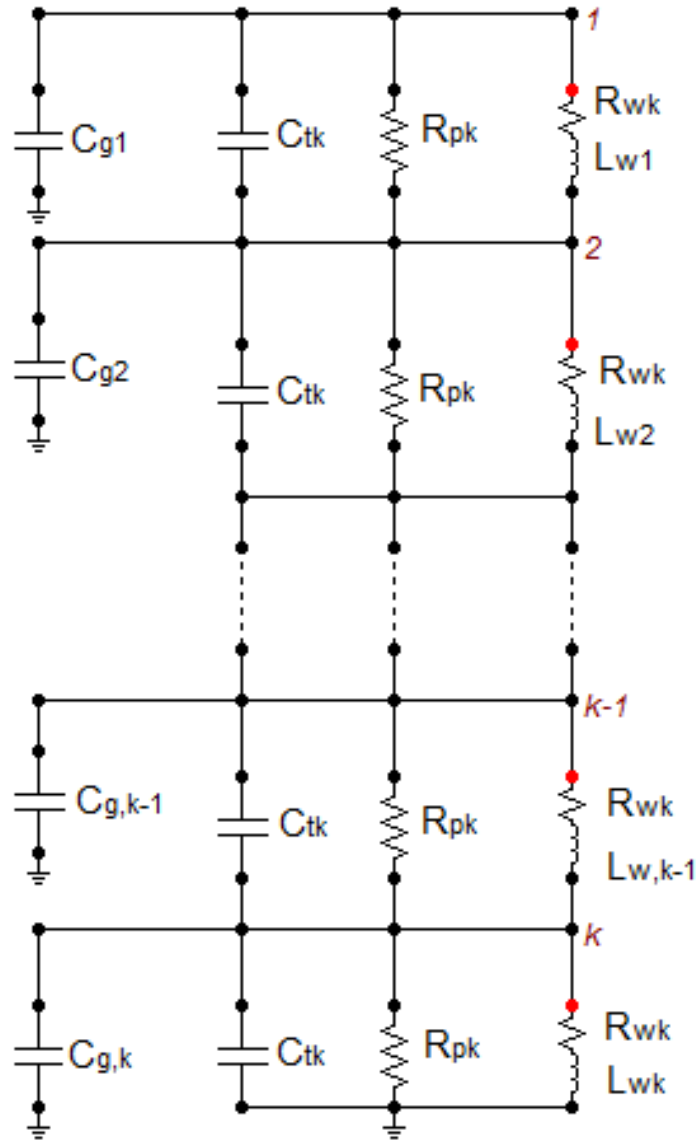 1
Cg1 Ctk Rpk Rwk
Lw1
2
Cg2 Ctk Rpk Rwk
Lw2
k-1
Cg,k-1 Ctk Rpk Rwk
Lw,k-1
k
Cg,k Ctk Rpk Rwk
Lwk